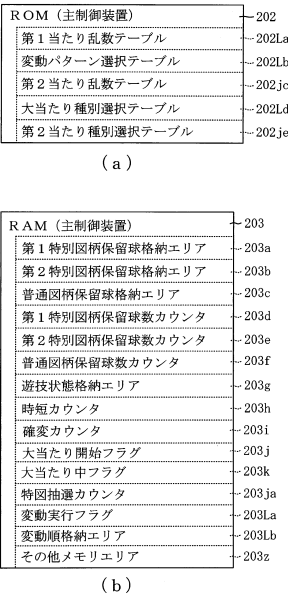 ROM（主制御装置） 202
第１当たり乱数テーブル 202La
変動パターン選択テーブル 202Lb
第２当たり乱数テーブル 202jc
大当たり種別選択テーブル 202Ld
第２当たり種別選択テーブル 202je
(a)
RAM（主制御装置） 203
第１特別図柄保留球格納エリア 203a
第２特別図柄保留球格納エリア 203b
普通図柄保留球格納エリア 203c
第１特別図柄保留球数カウンタ 203d
第２特別図柄保留球数カウンタ 203e
普通図柄保留球数カウンタ 203f
遊技状態格納エリア 203g
時短カウンタ 203h
確変カウンタ 203i
大当たり開始フラグ 203j
大当たり中フラグ 203k
特図抽選カウンタ 203ja
変動実行フラグ 203La
変動順格納エリア 203Lb
その他メモリエリア 203z
(b)